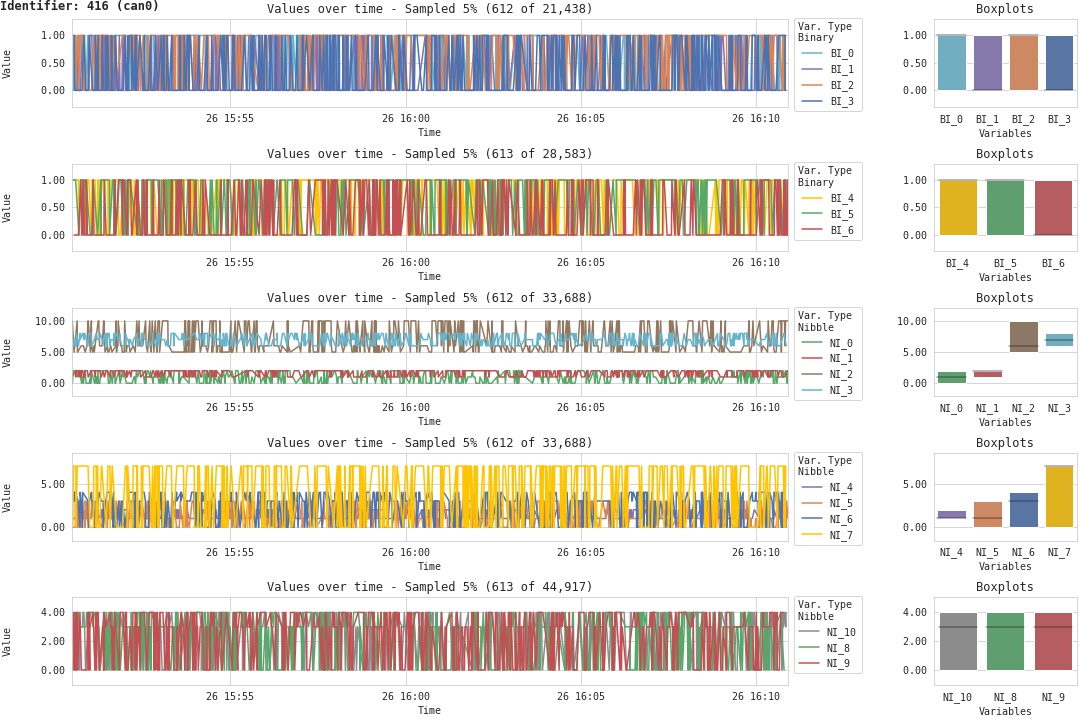 Identifier: 416 (can0)
Values over time - Sampled 5% (612 of 21,438)
Boxplots
Value
1.00
0.50
0.00
26 15:55
26 16:00
26 16:05
26 16:10
Time
Var. Type
Binary
BI_0
BI_1
BI_2
BI_3
1.00
0.50
0.00
BI_0 BI_1 BI_2 BI_3
Variables
Values over time - Sampled 5% (613 of 28,583)
Boxplots
Value
1.00
0.50
0.00
26 15:55
26 16:00
26 16:05
26 16:10
Time
Var. Type
Binary
BI_4
BI_5
BI_6
1.00
0.50
0.00
BI_4 BI_5 BI_6
Variables
Values over time - Sampled 5% (612 of 33,688)
Boxplots
Value
10.00
5.00
0.00
26 15:55
26 16:00
26 16:05
26 16:10
Time
Var. Type
Nibble
NI_0
NI_1
NI_2
NI_3
10.00
5.00
0.00
NI_0 NI_1 NI_2 NI_3
Variables
Values over time - Sampled 5% (612 of 33,688)
Boxplots
Value
5.00
0.00
26 15:55
26 16:00
26 16:05
26 16:10
Time
Var. Type
Nibble
NI_4
NI_5
NI_6
NI_7
5.00
0.00
NI_4 NI_5 NI_6 NI_7
Variables
Values over time - Sampled 5% (613 of 44,917)
Boxplots
Value
4.00
2.00
0.00
26 15:55
26 16:00
26 16:05
26 16:10
Time
Var. Type
Nibble
NI_10
NI_8
NI_9
4.00
2.00
0.00
NI_10 NI_8 NI_9
Variables